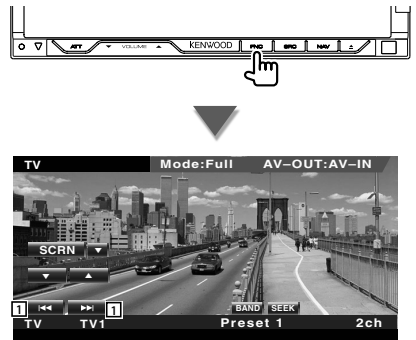 ATT VOLUME KENWOOD FNC SRC NAV
TV Mode:Full AV–OUT:AV–IN
SCRN
1 1
BAND SEEK
TV TV1 Preset 1 2ch